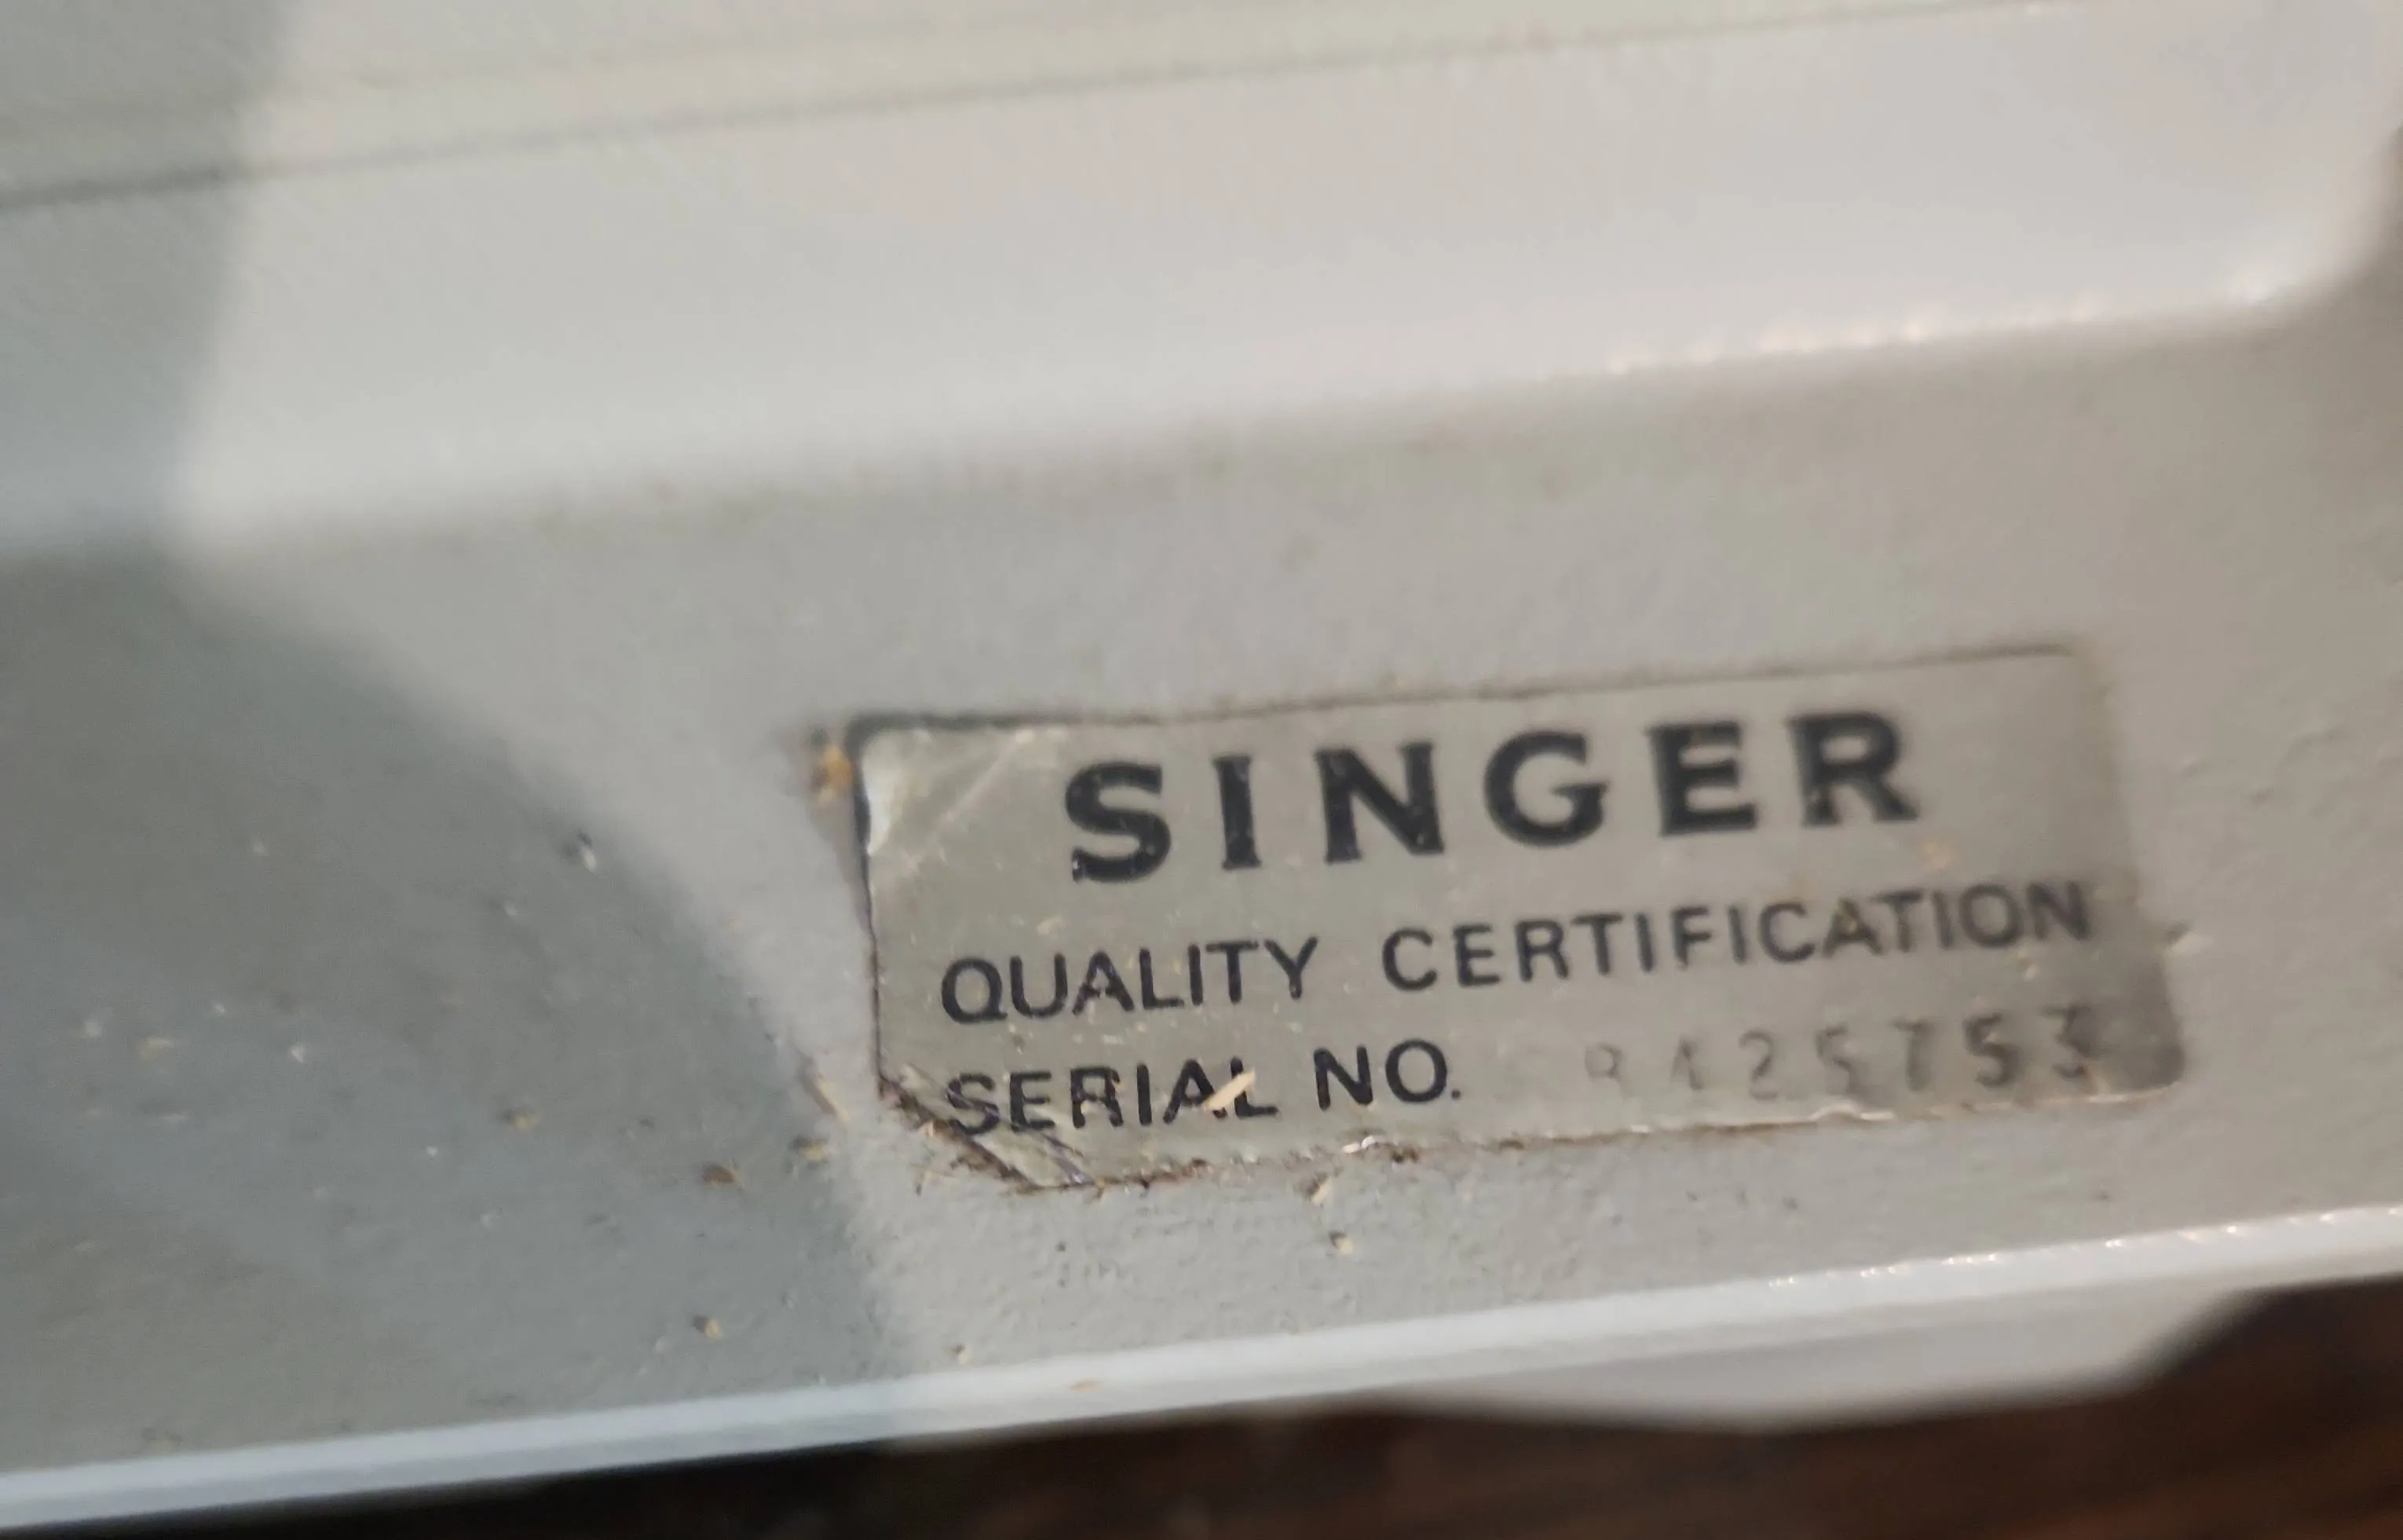 SINGER
QUALITY CERTIFICATION
SERIAL NO.